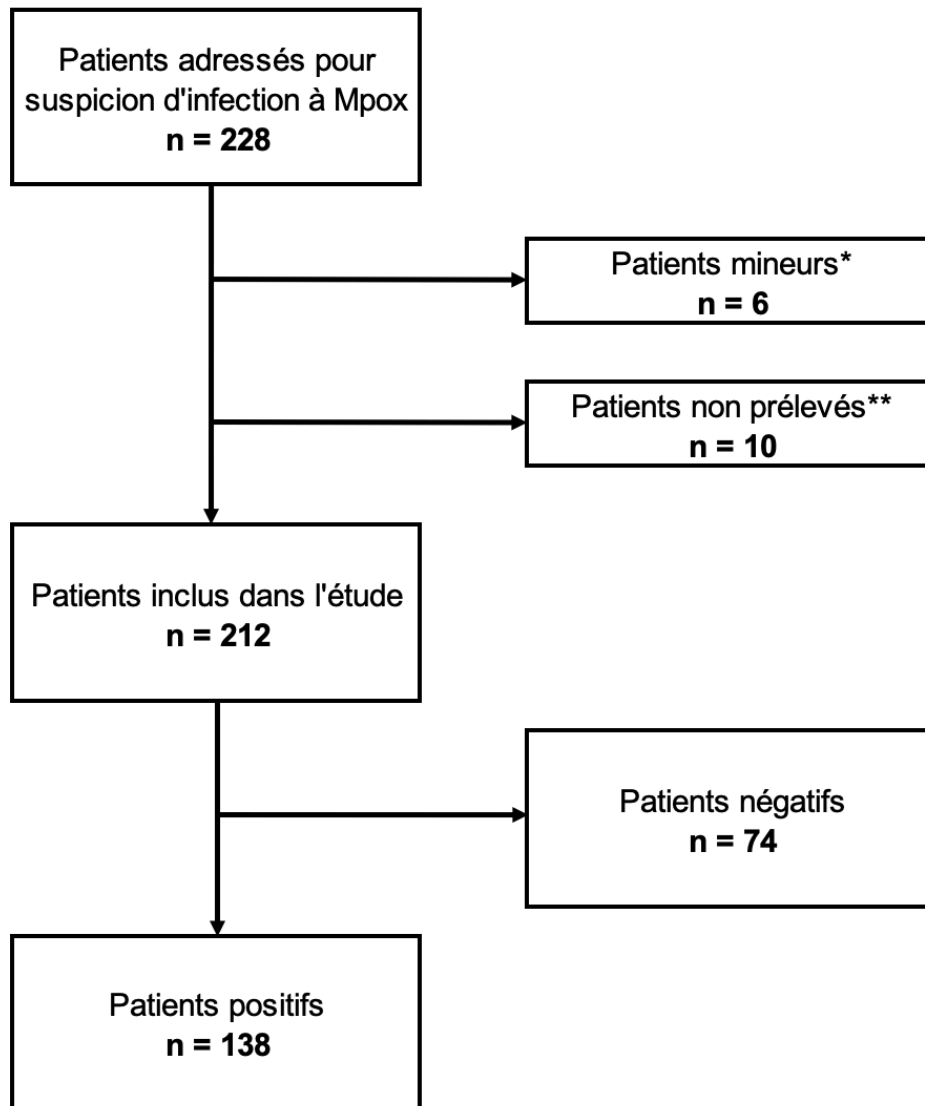 Patients adressés pour
suspicion d'infection à Mpox
n = 228
Patients mineurs*
n = 6
Patients non prélevés**
n = 10
Patients inclus dans l'étude
n = 212
Patients négatifs
n = 74
Patients positifs
n = 138